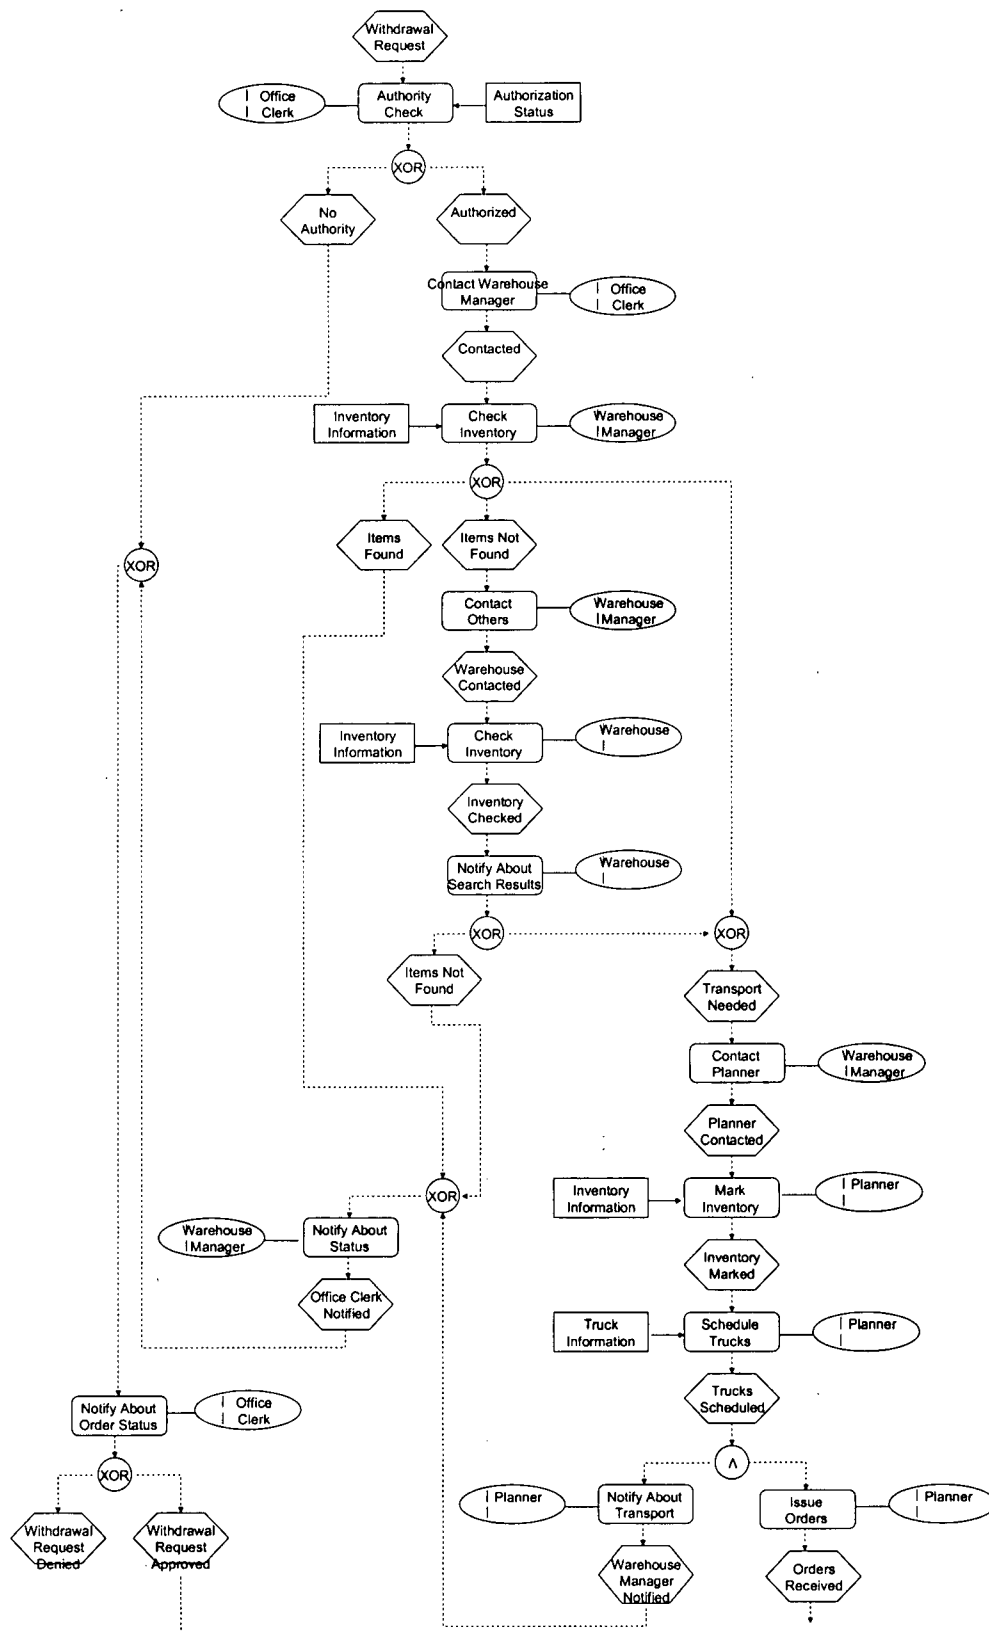 Withdrawal
Request
Office
Clerk
Authority
Check
Authorization
Status
XOR
No
Authority
Authorized
Contact Warehouse
Manager
Office
Clerk
Contacted
Inventory
Information
Check
Inventory
Warehouse
Manager
XOR
Items
Found
Items Not
Found
XOR
Contact
Others
Warehouse
Manager
Warehouse
Contacted
Inventory
Information
Check
Inventory
Warehouse
Inventory
Checked
Notify About
Search Results
Warehouse
XOR
XOR
Items Not
Found
Transport
Needed
Contact
Planner
Warehouse
Manager
Planner
Contacted
XOR
Inventory
Information
Mark
Inventory
Planner
Warehouse
Manager
Notify About
Status
Inventory
Marked
Office Clerk
Notified
Truck
Information
Schedule
Trucks
Planner
Trucks
Scheduled
Notify About
Order Status
Office
Clerk
XOR
Λ
Planner
Notify About
Transport
Issue
Orders
Planner
Withdrawal
Request
Denied
Withdrawal
Request
Approved
Warehouse
Manager
Notified
Orders
Received